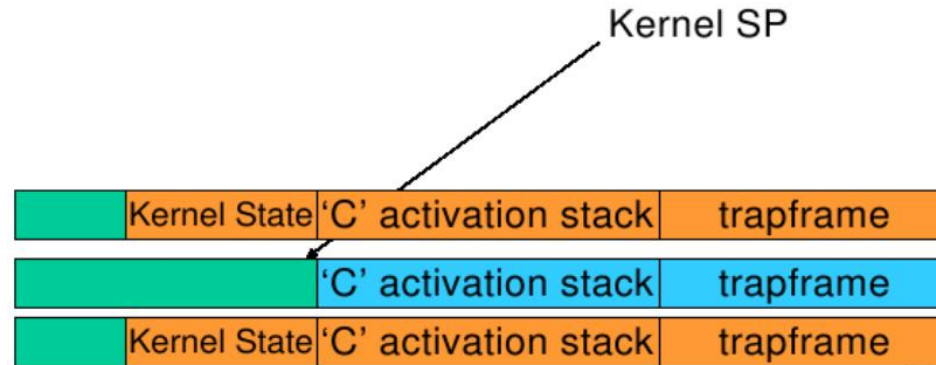 Kernel SP
Kernel State 'C' activation stack trapframe
'C' activation stack trapframe
Kernel State 'C' activation stack trapframe